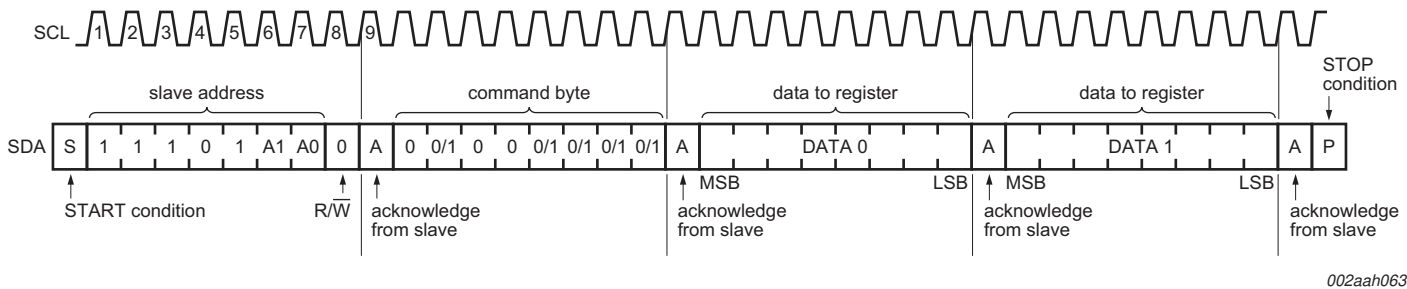 SCL 1 2 3 4 5 6 7 8 9
STOP
condition
slave address command byte data to register data to register
SDA S 1 1 1 0 1 A1 A0 0 A 0 0/1 0 0 0/1 0/1 0/1 0/1 A DATA 0 A DATA 1 A P
MSB LSB MSB LSB
START condition R/W̅ acknowledge from slave acknowledge from slave acknowledge from slave acknowledge from slave
002aah063